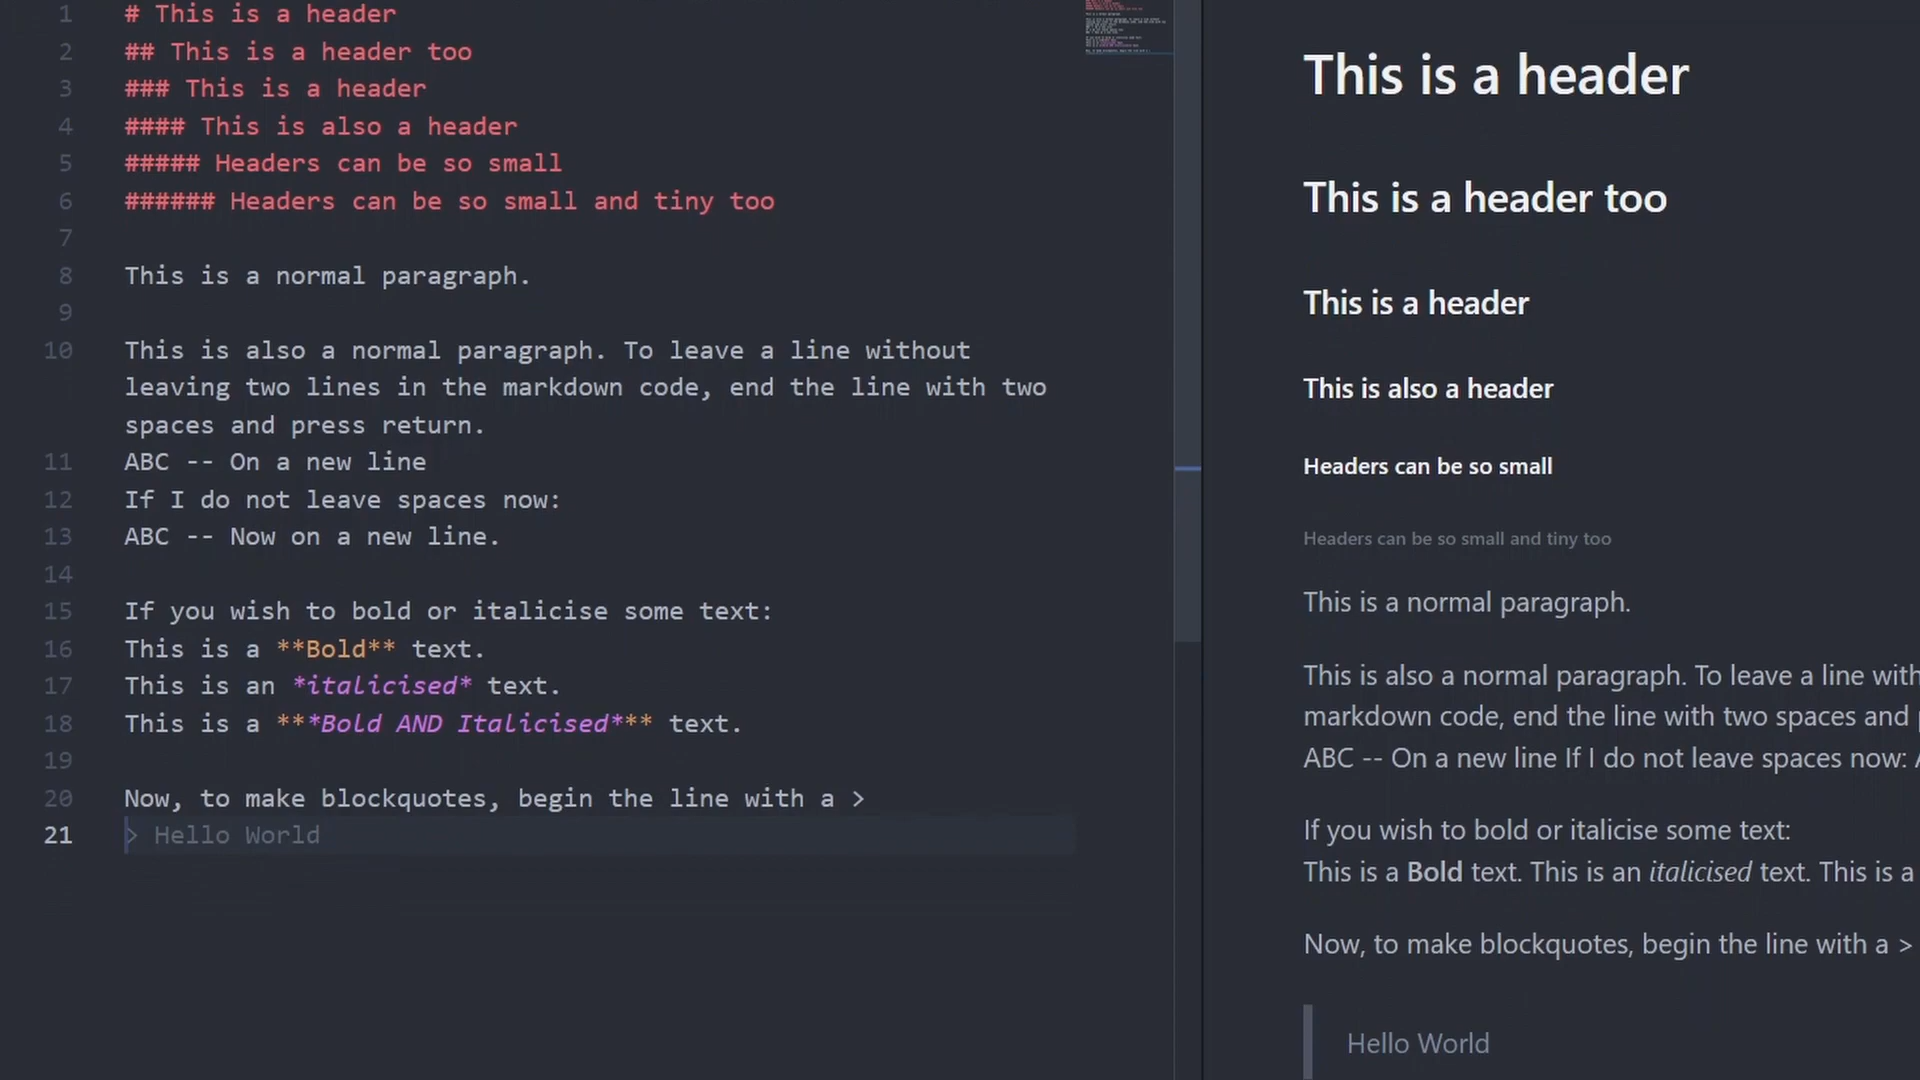 1 # This is a header
2 ## This is a header too
3 ### This is a header
4 #### This is also a header
5 ##### Headers can be so small
6 ###### Headers can be so small and tiny too
7
8 This is a normal paragraph.
9
10 This is also a normal paragraph. To leave a line without
leaving two lines in the markdown code, end the line with two
spaces and press return.
11 ABC -- On a new line
12 If I do not leave spaces now:
13 ABC -- Now on a new line.
14
15 If you wish to bold or italicise some text:
16 This is a **Bold** text.
17 This is an *italicised* text.
18 This is a ***Bold AND Italicised*** text.
19
20 Now, to make blockquotes, begin the line with a >
21 > Hello World
This is a header
This is a header too
This is a header
This is also a header
Headers can be so small
Headers can be so small and tiny too
This is a normal paragraph.
This is also a normal paragraph. To leave a line with
markdown code, end the line with two spaces and
ABC -- On a new line If I do not leave spaces now:
If you wish to bold or italicise some text:
This is a Bold text. This is an italicised text. This is a
Now, to make blockquotes, begin the line with a >
Hello World